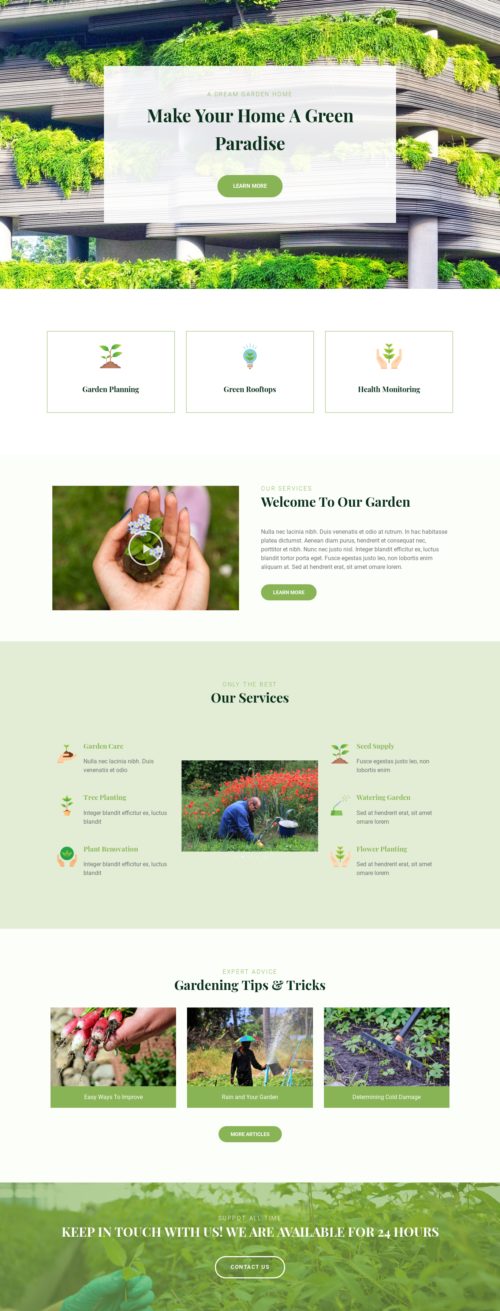 A DREAM GARDEN HOME
Make Your Home A Green
Paradise
LEARN MORE
Garden Planning
Green Rooftops
Health Monitoring
OUR SERVICES
Welcome To Our Garden
Nulla nec lacinia nibh. Duis venenatis et odio at rutrum. In hac habitasse
platea dictumst. Aenean diam purus, hendrerit et consequat nec,
porttitor et nibh. Nunc nec justo nisl. Integer blandit efficitur ex, luctus
blandit tortor porta eget. Fusce egestas justo leo, non lobortis enim
aliquam at. Sed at hendrerit erat, sit amet ornare lorem.
LEARN MORE
ONLY THE BEST
Our Services
Garden Care
Nulla nec lacinia nibh. Duis
venenatis et odio
Tree Planting
Integer blandit efficitur ex, luctus
blandit
Plant Renovation
Integer blandit efficitur ex, luctus
blandit
Seed Supply
Fusce egestas justo leo, non
lobortis enim
Watering Garden
Sed at hendrerit erat, sit amet
ornare lorem
Flower Planting
Sed at hendrerit erat, sit amet
ornare lorem
EXPERT ADVICE
Gardening Tips & Tricks
Easy Ways To Improve
Rain and Your Garden
Determining Cold Damage
MORE ARTICLES
SUPPOT ALL TIME
KEEP IN TOUCH WITH US! WE ARE AVAILABLE FOR 24 HOURS
CONTACT US